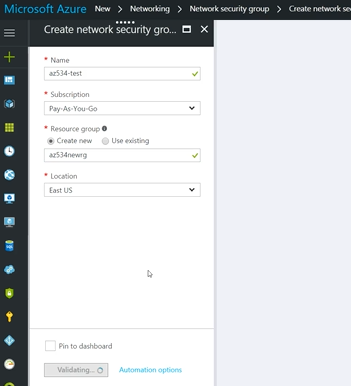 Microsoft Azure New > Networking > Network security group > Create network se
Create network security gro...
* Name
az534-test
* Subscription
Pay-As-You-Go
* Resource group
Create new Use existing
az534newrg
* Location
East US
Pin to dashboard
Validating... Automation options